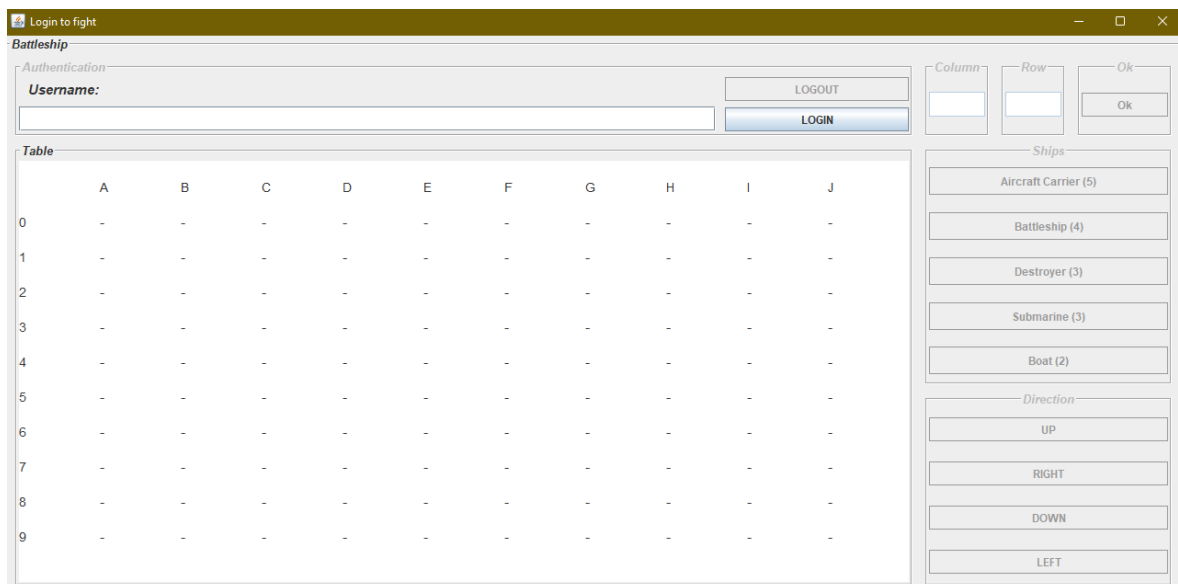 Login to fight
Battleship
Authentication
Username:
LOGOUT
LOGIN
Column
Row
Ok
Ok
Table
A B C D E F G H I J
0 - - - - - - - - - -
1 - - - - - - - - - -
2 - - - - - - - - - -
3 - - - - - - - - - -
4 - - - - - - - - - -
5 - - - - - - - - - -
6 - - - - - - - - - -
7 - - - - - - - - - -
8 - - - - - - - - - -
9 - - - - - - - - - -
Ships
Aircraft Carrier (5)
Battleship (4)
Destroyer (3)
Submarine (3)
Boat (2)
Direction
UP
RIGHT
DOWN
LEFT